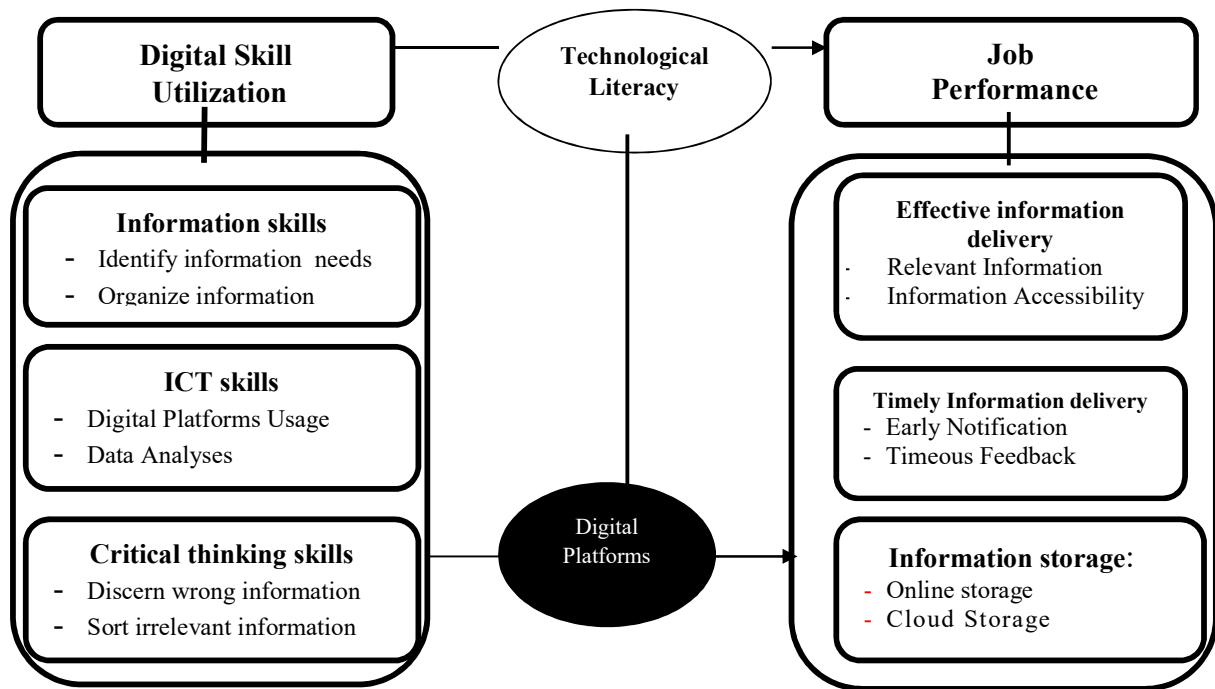 Digital Skill
Utilization
Technological
Literacy
Job
Performance
Information skills
- Identify information needs
- Organize information
ICT skills
- Digital Platforms Usage
- Data Analyses
Critical thinking skills
- Discern wrong information
- Sort irrelevant information
Digital
Platforms
Effective information
delivery
- Relevant Information
- Information Accessibility
Timely Information delivery
- Early Notification
- Timeous Feedback
Information storage:
- Online storage
- Cloud Storage